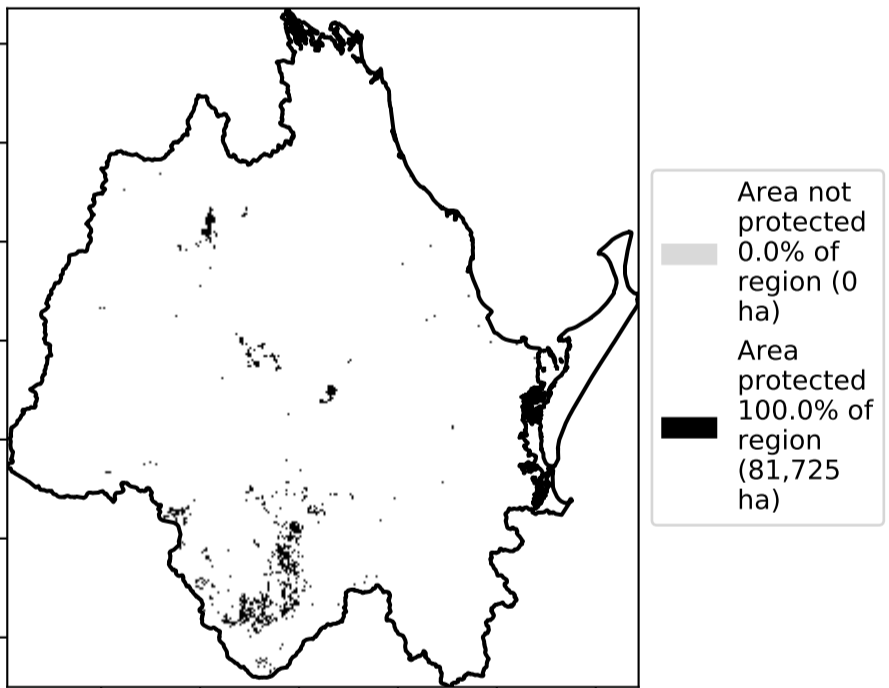 Area not
protected
0.0% of
region (0
ha)
Area
protected
100.0% of
region
(81,725
ha)